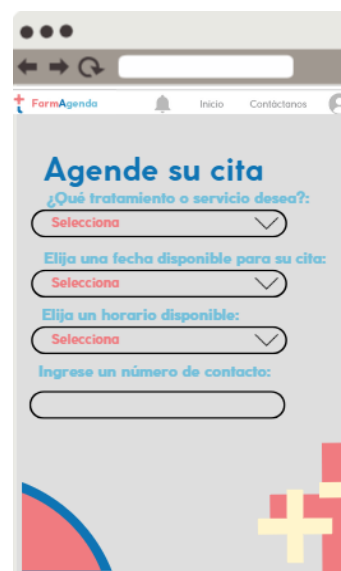 FarmAgenda Inicio Contáctanos
Agende su cita
¿Qué tratamiento o servicio desea?:
Selecciona
Elija una fecha disponible para su cita:
Selecciona
Elija un horario disponible:
Selecciona
Ingrese un número de contacto: